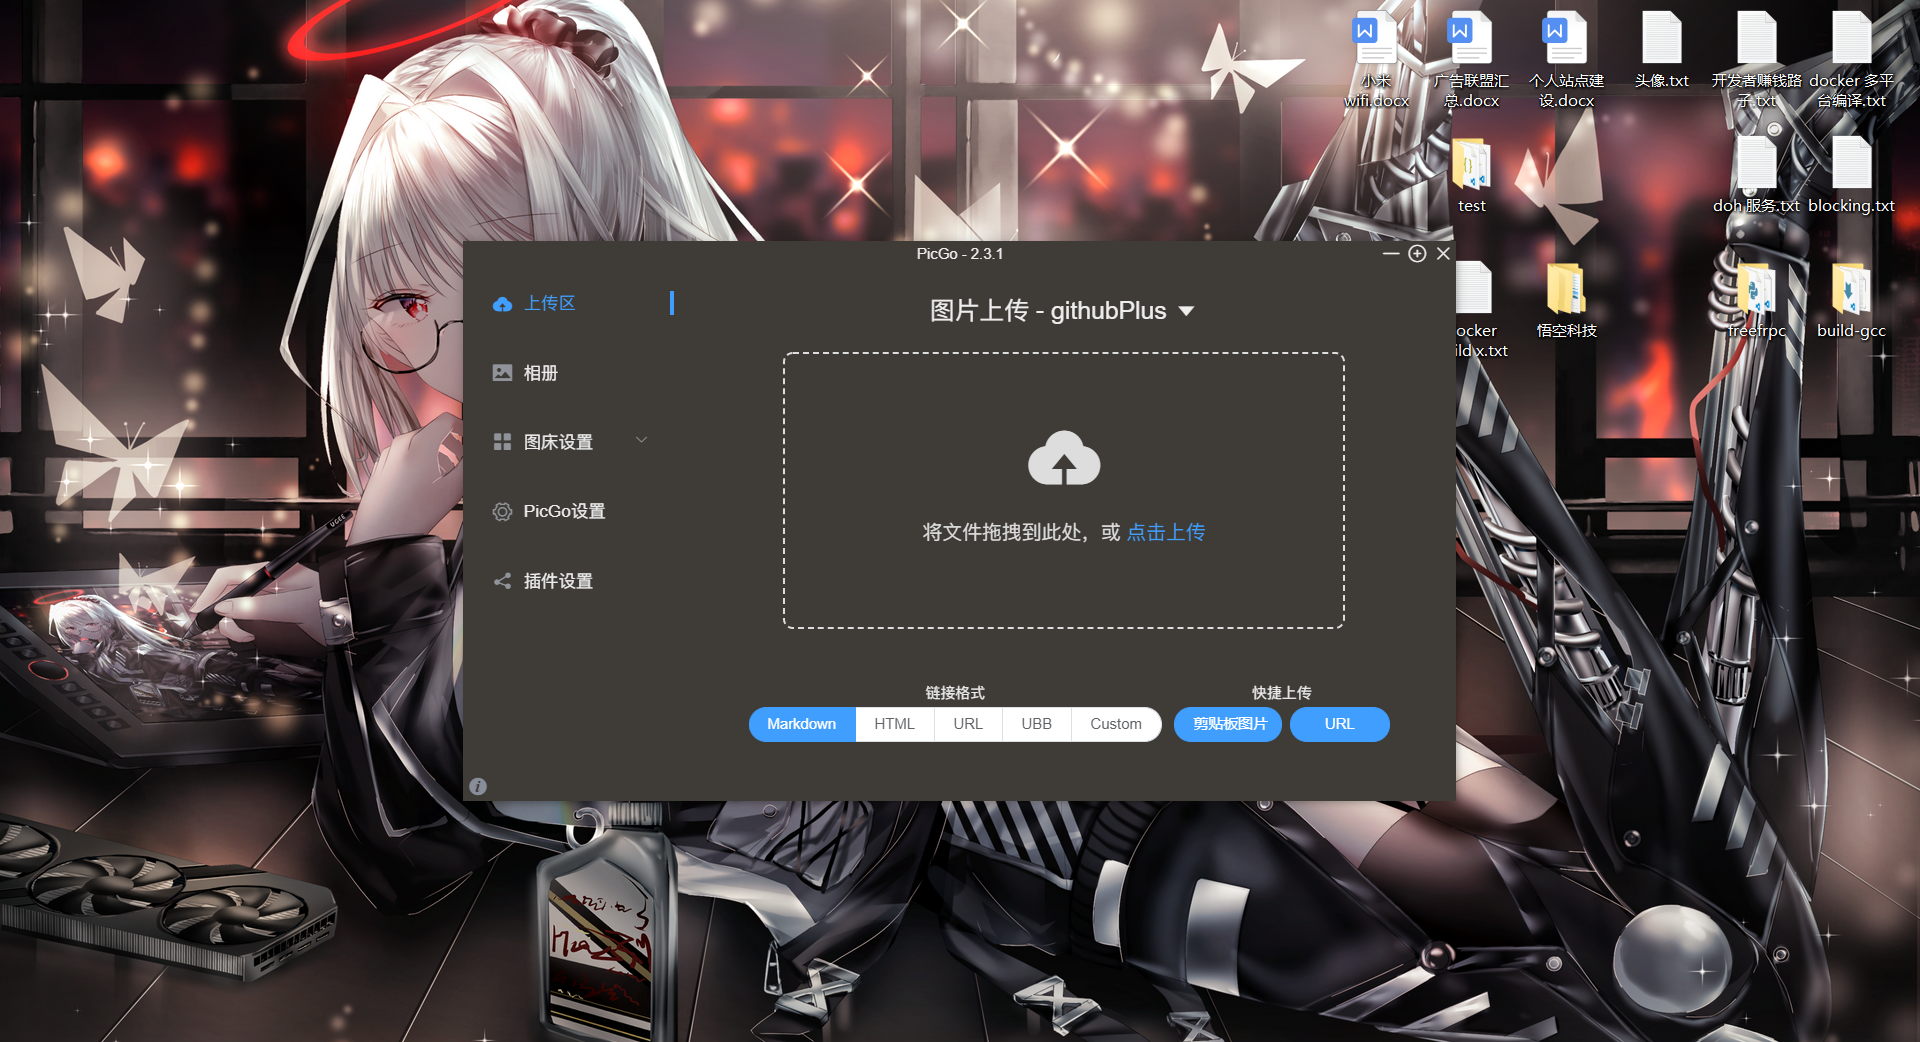 小米
wifi.docx
广告联盟汇
总.docx
个人站点建
设.docx
头像.txt
开发者赚钱路
子.txt
docker 多平
台编译.txt
test
doh 服务.txt
blocking.txt
ocker
ild x.txt
悟空科技
freefrpc
build-gcc
PicGo - 2.3.1
上传区
相册
图床设置
PicGo设置
插件设置
图片上传 - githubPlus
将文件拖拽到此处，或 点击上传
链接格式
快捷上传
Markdown
HTML
URL
UBB
Custom
剪贴板图片
URL
UGEE